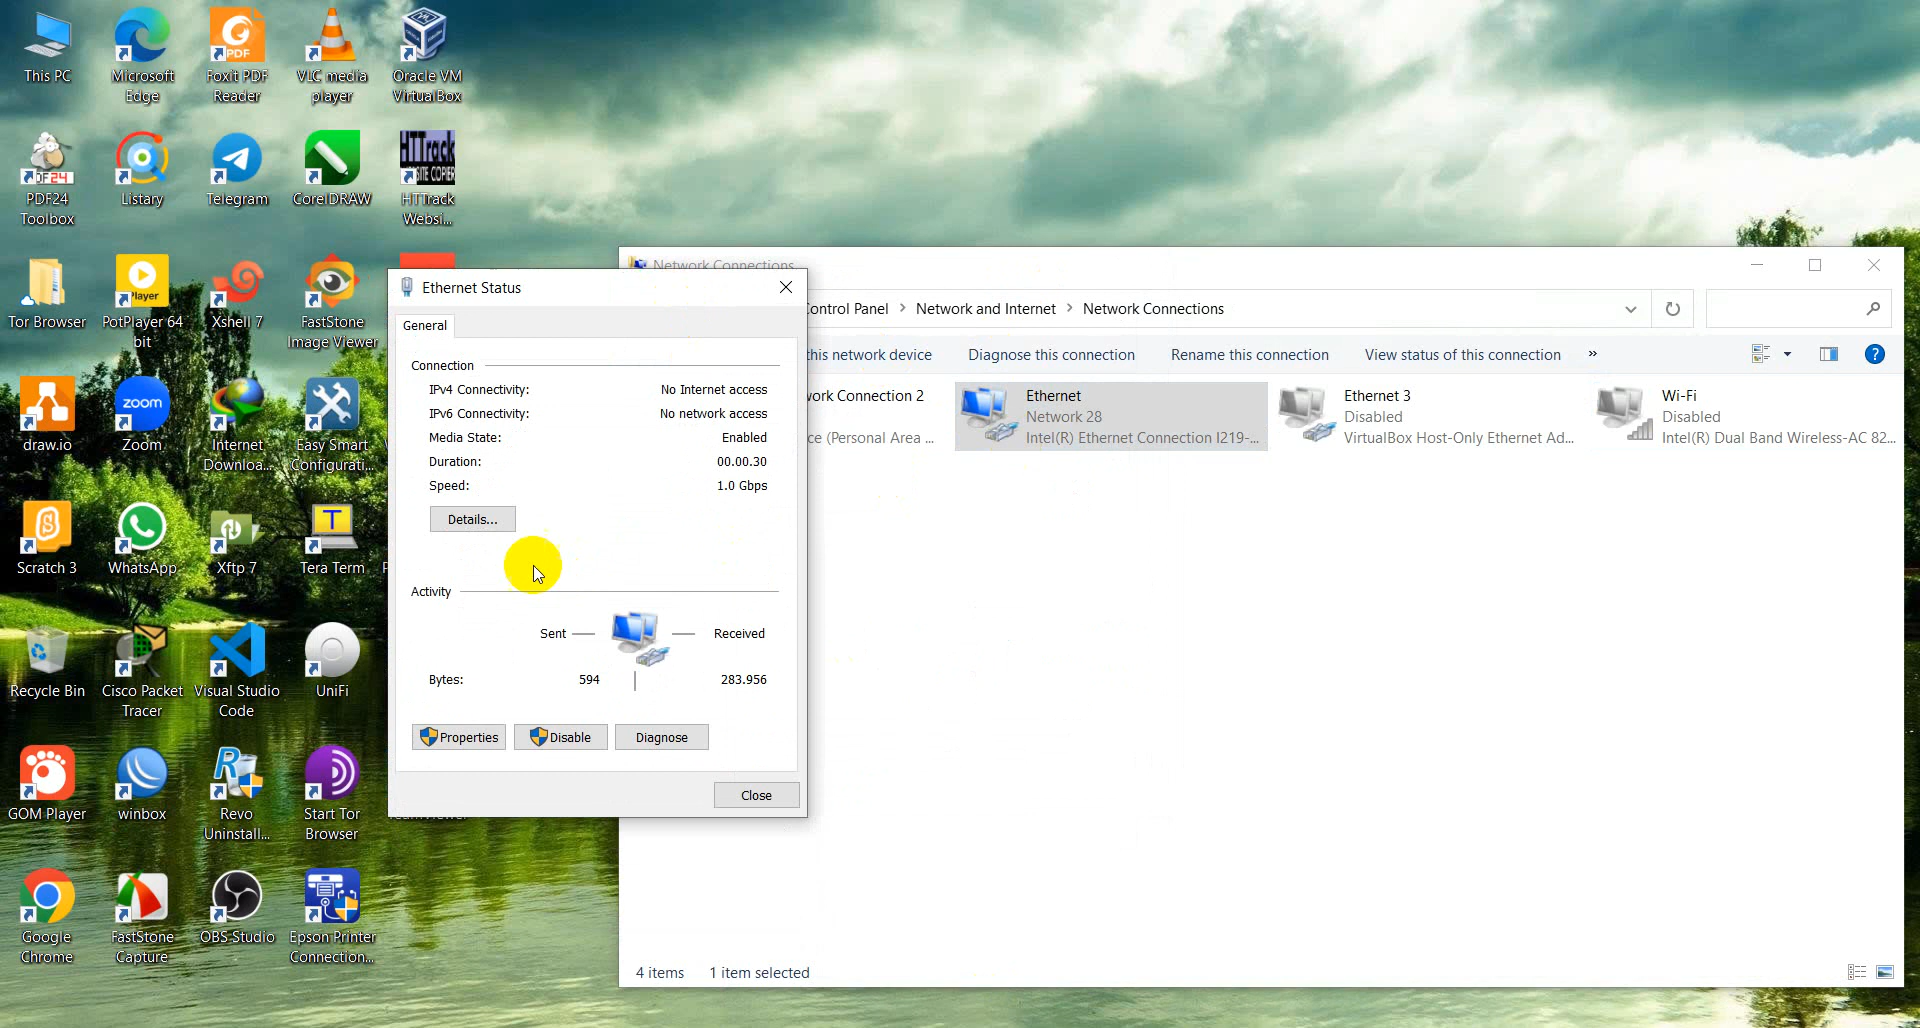 This PC
Microsoft
Edge
Foxit PDF
Reader
VLC media
player
Oracle VM
VirtualBox
PDF24
Toolbox
Listary
Telegram
CorelDRAW
HTTrack
Websi...
Tor Browser
PotPlayer 64
bit
Xshell 7
FastStone
Image Viewer
draw.io
Zoom
Internet
Downloa...
Easy Smart
Configurati...
Scratch 3
WhatsApp
Xftp 7
Tera Term
Recycle Bin
Cisco Packet
Tracer
Visual Studio
Code
UniFi
GOM Player
winbox
Revo
Uninstall...
Start Tor
Browser
Google
Chrome
FastStone
Capture
OBS Studio
Epson Printer
Connection...
Ethernet Status
General
Connection
IPv4 Connectivity: No Internet access
IPv6 Connectivity: No network access
Media State: Enabled
Duration: 00.00.30
Speed: 1.0 Gbps
Details...
Activity
Sent Received
Bytes: 594 283.956
Properties Disable Diagnose
Close
Network Connections
Control Panel > Network and Internet > Network Connections
this network device Diagnose this connection Rename this connection View status of this connection »
work Connection 2
ce (Personal Area ...
Ethernet
Network 28
Intel(R) Ethernet Connection I219-...
Ethernet 3
Disabled
VirtualBox Host-Only Ethernet Ad...
Wi-Fi
Disabled
Intel(R) Dual Band Wireless-AC 82...
4 items 1 item selected